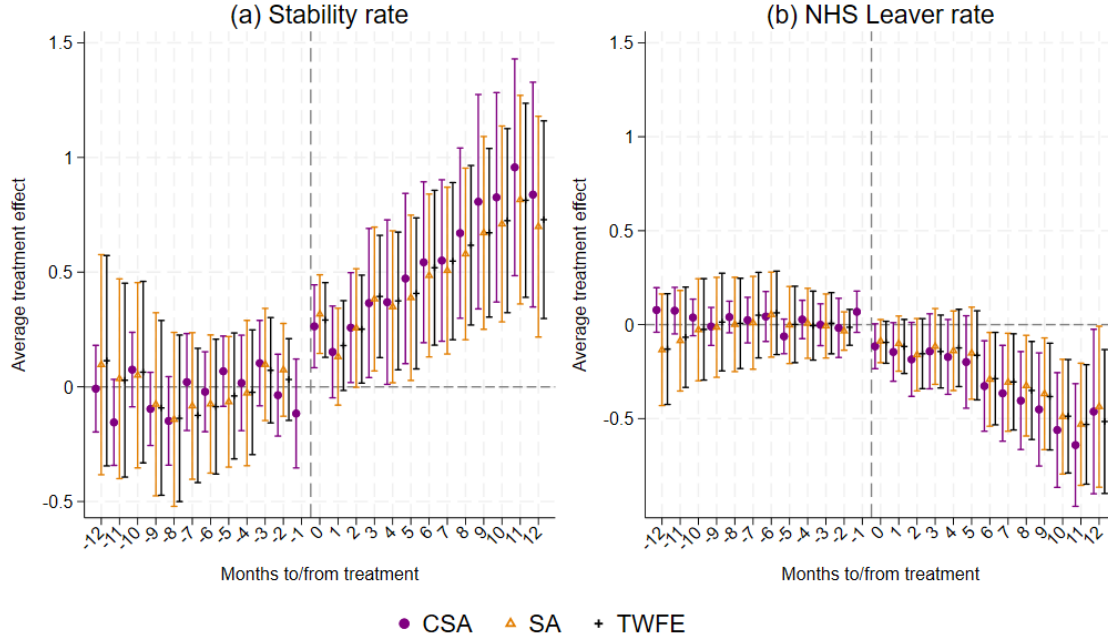 (a) Stability rate
Average treatment effect
1.5
1
0.5
0
-0.5
-12 -11 -10 -9 -8 -7 -6 -5 -4 -3 -2 -1 0 1 2 3 4 5 6 7 8 9 10 11 12
Months to/from treatment
(b) NHS Leaver rate
Average treatment effect
1.5
1
0.5
0
-0.5
-12 -11 -10 -9 -8 -7 -6 -5 -4 -3 -2 -1 0 1 2 3 4 5 6 7 8 9 10 11 12
Months to/from treatment
CSA SA TWFE